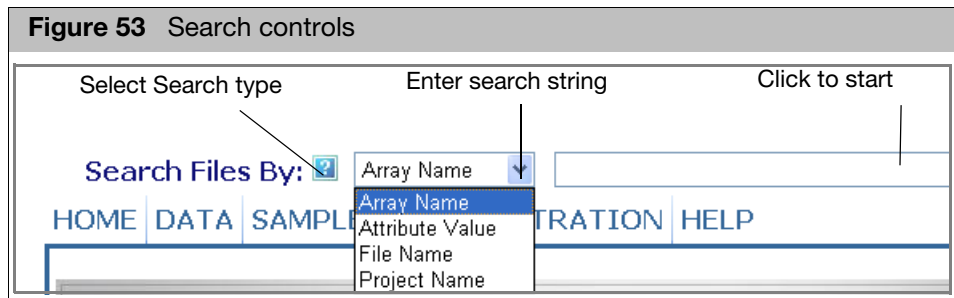 Figure 53 Search controls
Select Search type
Enter search string
Click to start
Search Files By: ? Array Name
Array Name
HOME DATA SAMPLE TRATION HELP
Attribute Value
File Name
Project Name